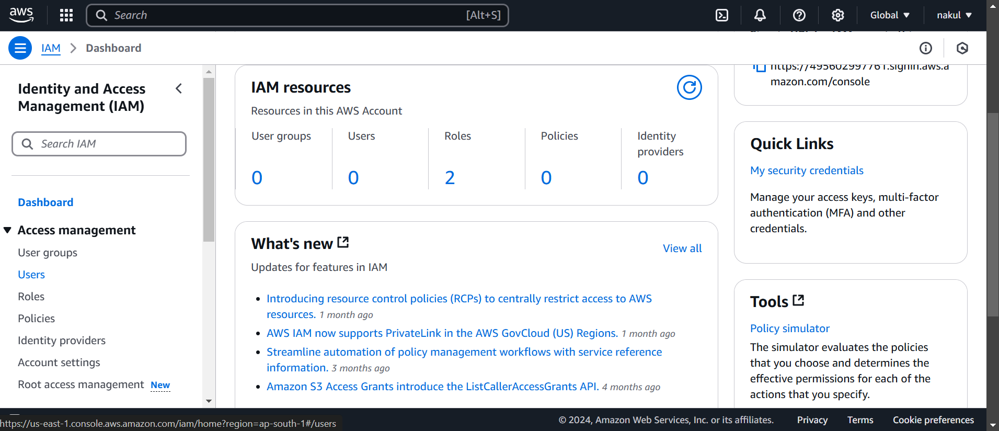 aws
Search [Alt+S]
Global nakul
IAM Dashboard
Identity and Access
Management (IAM)
Search IAM
Dashboard
Access management
User groups
Users
Roles
Policies
Identity providers
Account settings
Root access management New
IAM resources
Resources in this AWS Account
User groups
0
Users
0
Roles
2
Policies
0
Identity
providers
0
What's new
View all
Updates for features in IAM
Introducing resource control policies (RCPs) to centrally restrict access to AWS
resources. 1 month ago
AWS IAM now supports PrivateLink in the AWS GovCloud (US) Regions. 1 month ago
Streamline automation of policy management workflows with service reference
information. 3 months ago
Amazon S3 Access Grants introduce the ListCallerAccessGrants API. 4 months ago
https://495602997761.signin.aws.a
mazon.com/console
Quick Links
My security credentials
Manage your access keys, multi-factor
authentication (MFA) and other
credentials.
Tools
Policy simulator
The simulator evaluates the policies
that you choose and determines the
effective permissions for each of the
actions that you specify.
https://us-east-1.console.aws.amazon.com/iam/home?region=ap-south-1#/users
© 2024, Amazon Web Services, Inc. or its affiliates. Privacy Terms Cookie preferences